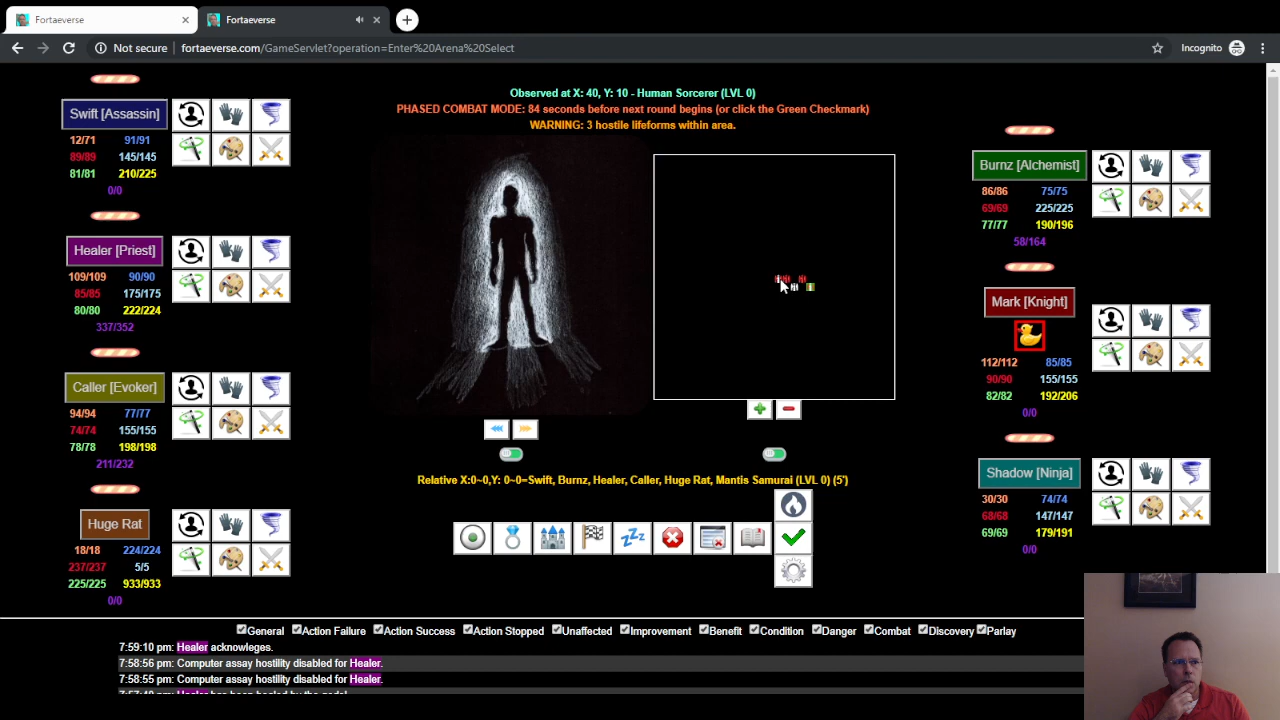 Fortaeverse
Fortaeverse
Not secure
fortaeverse.com/GameServlet?operation=Enter%20Arena%20Select
Incognito
Observed at X: 40, Y: 10 - Human Sorcerer (LVL 0)
PHASED COMBAT MODE: 84 seconds before next round begins (or click the Green Checkmark)
WARNING: 3 hostile lifeforms within area.
Swift [Assassin]
12/71 91/91
89/89 145/145
81/81 210/225
0/0
Healer [Priest]
109/109 90/90
85/85 175/175
80/80 222/224
337/352
Caller [Evoker]
94/94 77/77
74/74 155/155
78/78 198/198
211/232
Huge Rat
18/18 224/224
237/237 5/5
225/225 933/933
0/0
Burnz [Alchemist]
86/86 75/75
69/69 225/225
77/77 190/196
58/164
Mark [Knight]
112/112 85/85
90/90 155/155
82/82 192/206
0/0
Shadow [Ninja]
30/30 74/74
68/68 147/147
69/69 179/191
0/0
Relative X:0~0,Y: 0~0=Swift, Burnz, Healer, Caller, Huge Rat, Mantis Samurai (LVL 0) (5')
General Action Failure Action Success Action Stopped Unaffected Improvement Benefit Condition Danger Combat Discovery Parlay
7:59:10 pm: Healer acknowleges.
7:58:56 pm: Computer assay hostility disabled for Healer.
7:58:55 pm: Computer assay hostility disabled for Healer.